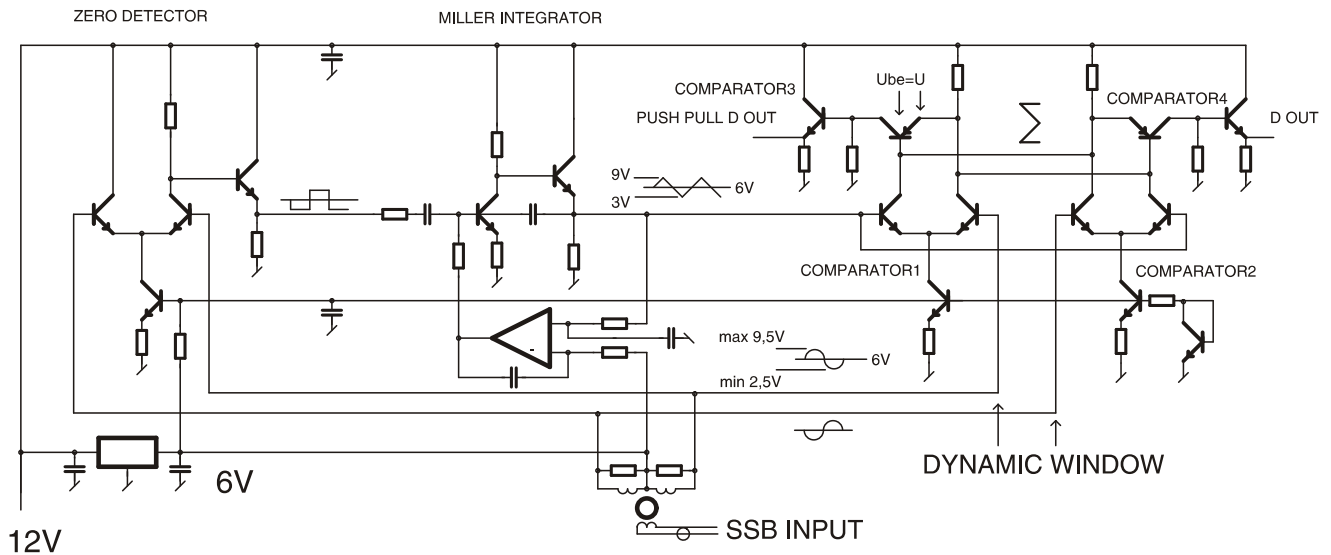 ZERO DETECTOR
MILLER INTEGRATOR
COMPARATOR3
Ube=U
COMPARATOR4
PUSH PULL D OUT
Σ
D OUT
9V
6V
3V
COMPARATOR1
COMPARATOR2
max 9,5V
6V
min 2,5V
-
DYNAMIC WINDOW
6V
SSB INPUT
12V